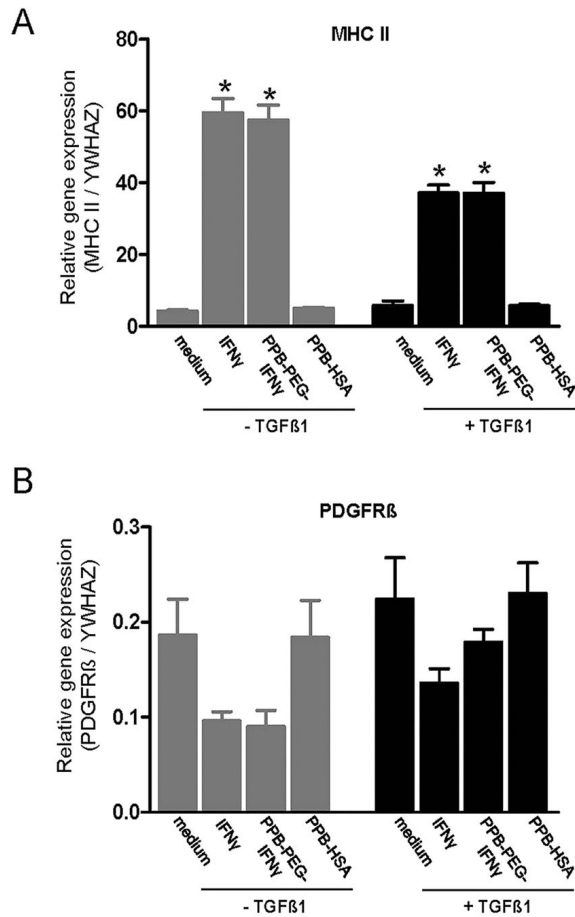 A
MHC II
Relative gene expression
(MHC II / YWHAZ)
80
60
40
20
0
* *
* *
medium
IFNγ
PPB-PEG-
IFNγ
PPB-HSA
medium
IFNγ
PPB-PEG-
IFNγ
PPB-HSA
- TGFß1
+ TGFß1
B
PDGFRß
Relative gene expression
(PDGFRß / YWHAZ)
0.3
0.2
0.1
0.0
medium
IFNγ
PPB-PEG-
IFNγ
PPB-HSA
medium
IFNγ
PPB-PEG-
IFNγ
PPB-HSA
- TGFß1
+ TGFß1